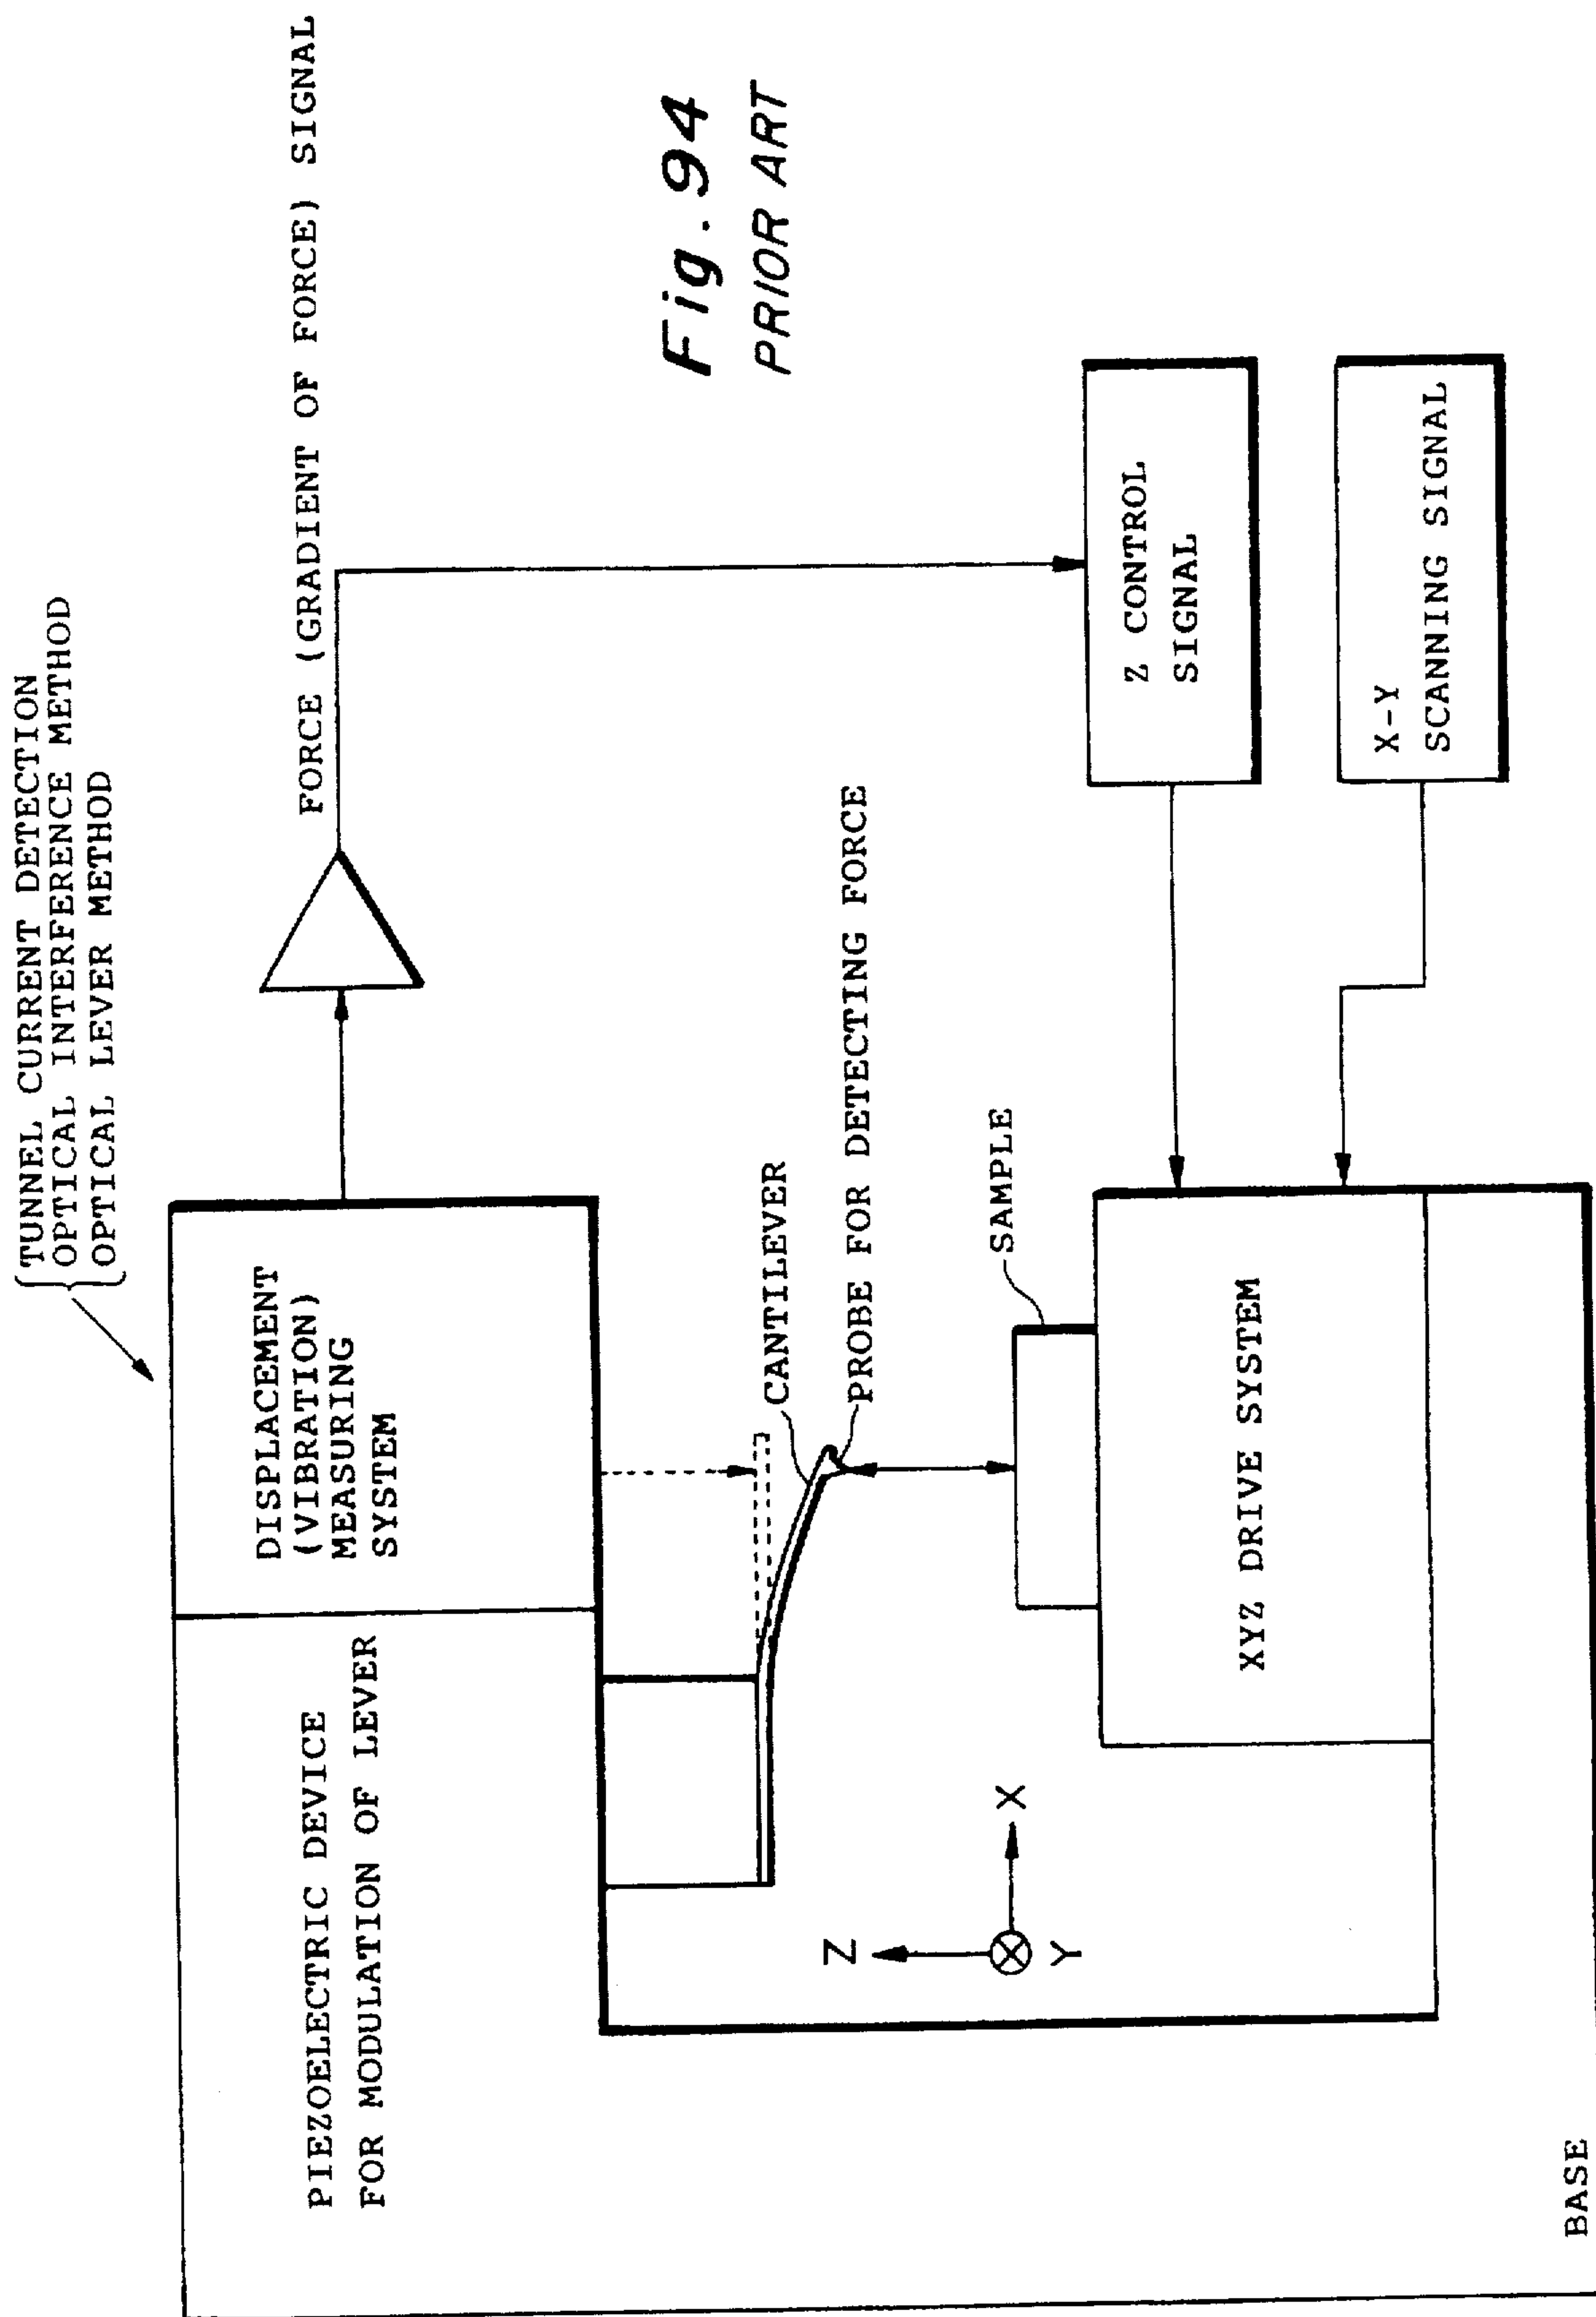 TUNNEL CURRENT DETECTION
OPTICAL INTERFERENCE METHOD
OPTICAL LEVER METHOD
FORCE (GRADIENT OF FORCE) SIGNAL
DISPLACEMENT
(VIBRATION)
MEASURING
SYSTEM
PIEZOELECTRIC DEVICE
FOR MODULATION OF LEVER
Fig. 94
PRIOR ART
CANTILEVER
PROBE FOR DETECTING FORCE
SAMPLE
Z
X
Y
Z CONTROL
SIGNAL
XYZ DRIVE SYSTEM
X-Y
SCANNING SIGNAL
BASE